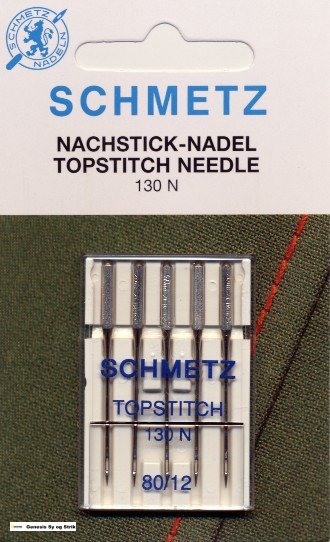 SCHMETZ
NADELN
SCHMETZ
NACHSTICK-NADEL
TOPSTITCH NEEDLE
130 N
SCHMETZ
TOPSTITCH
130 N
80/12
Genesis Sy og Strik